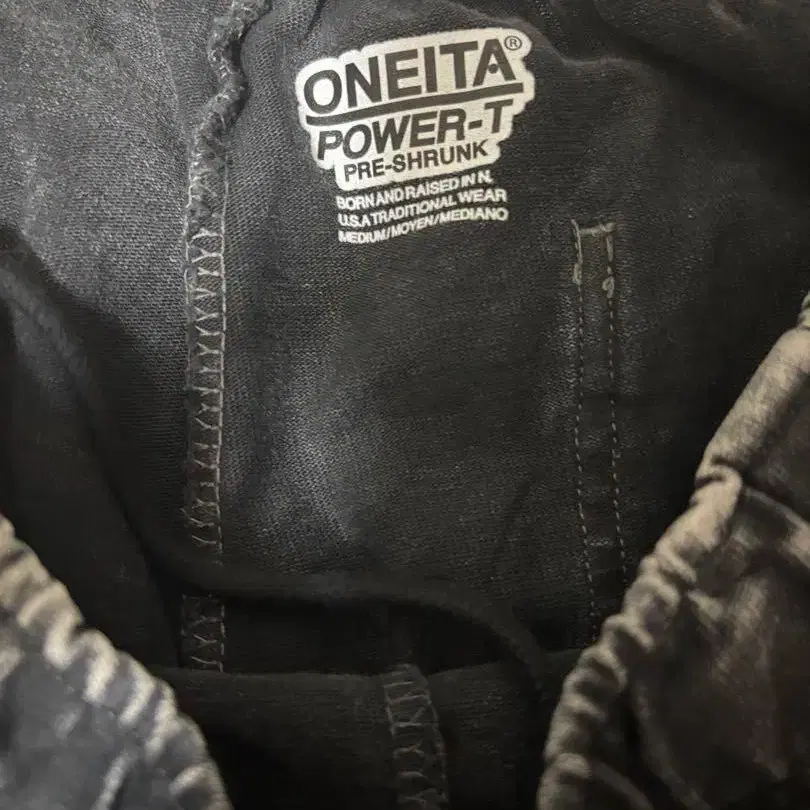 ONEITA®
POWER-T
PRE-SHRUNK
BORN AND RAISED IN N.
U.S.A TRADITIONAL WEAR
MEDIUM/MOYEN/MEDIANO